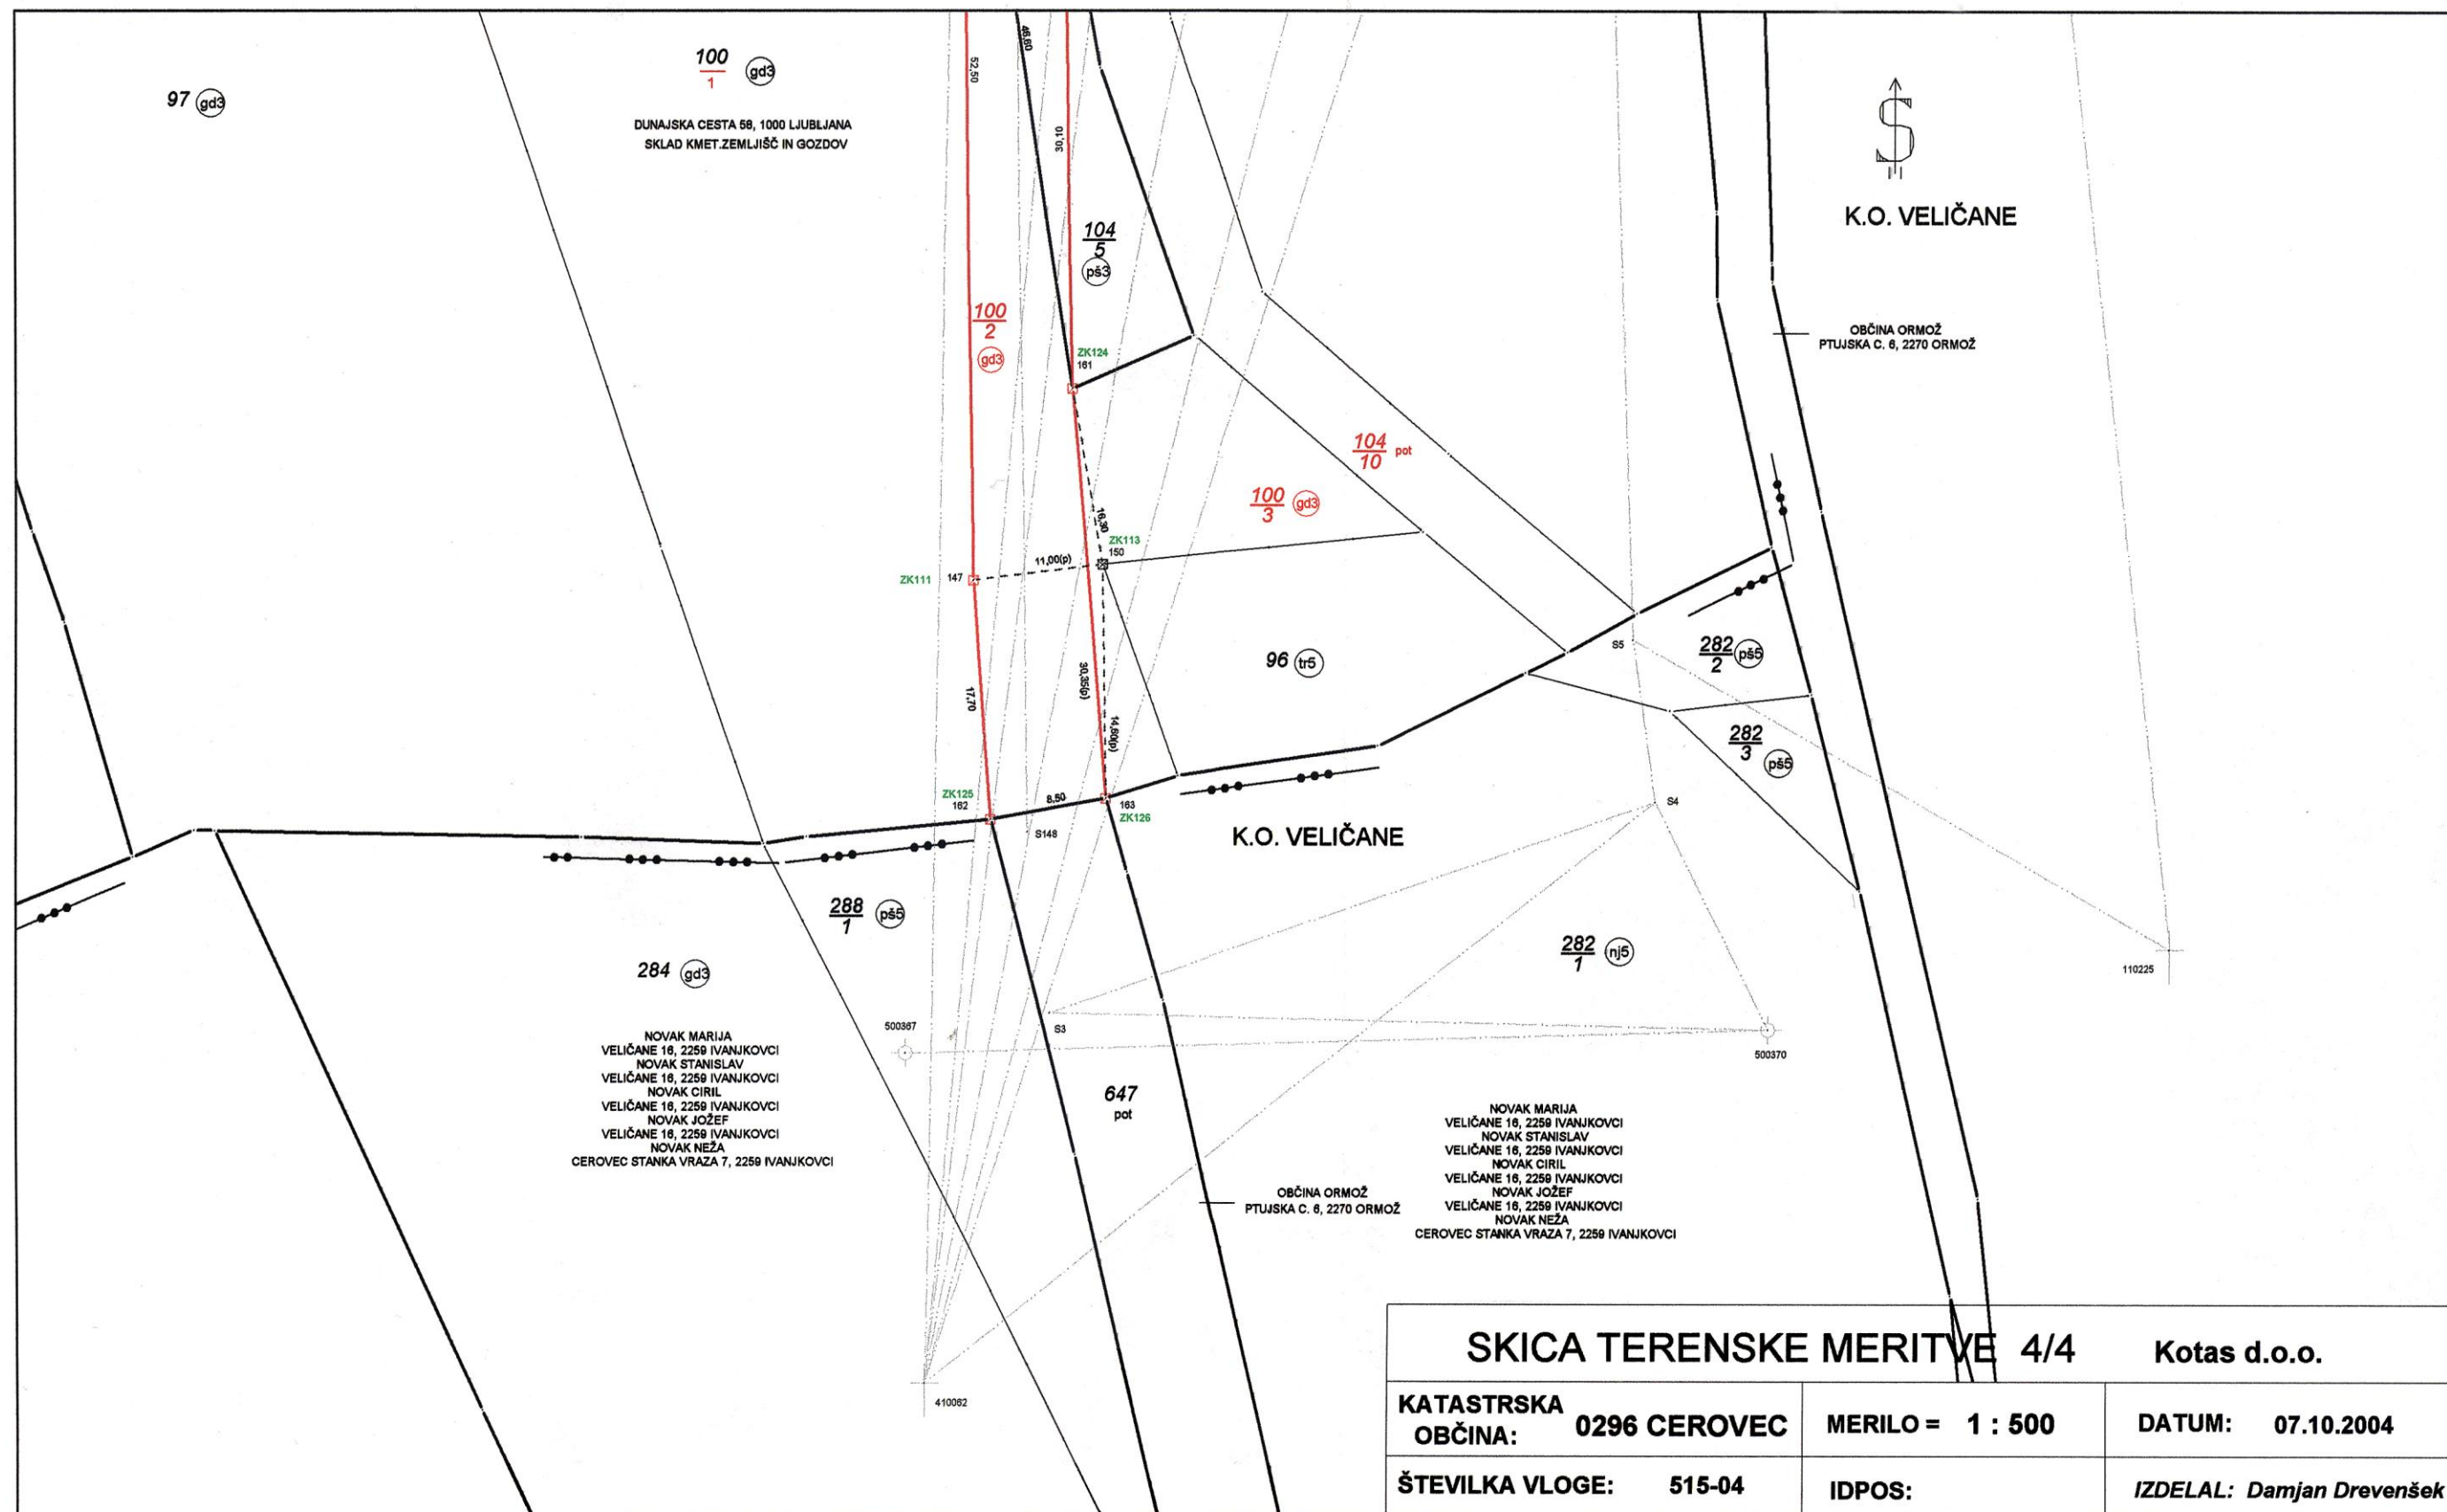 100
1
gd3
97 gd3
DUNAJSKA CESTA 58, 1000 LJUBLJANA
SKLAD KMET.ZEMLJIŠČ IN GOZDOV
52,50
46,60
30,10
104
5
pš3
S
K.O. VELIČANE
100
2
gd3
OBČINA ORMOŽ
PTUJSKA C. 6, 2270 ORMOŽ
ZK124
161
104
10
pot
100
3
gd3
16,30
ZK113
150
11,00(p)
ZK111
147
96 tr5
S5
282
2
pš5
17,70
30,35(p)
14,60(p)
282
3
pš5
ZK125
162
8,50
163
ZK126
S148
S4
K.O. VELIČANE
288
1
pš5
284 gd3
282
1
nj5
110225
500367
S3
500370
NOVAK MARIJA
VELIČANE 16, 2259 IVANJKOVCI
NOVAK STANISLAV
VELIČANE 16, 2259 IVANJKOVCI
NOVAK CIRIL
VELIČANE 16, 2259 IVANJKOVCI
NOVAK JOŽEF
VELIČANE 16, 2259 IVANJKOVCI
NOVAK NEŽA
CEROVEC STANKA VRAZA 7, 2259 IVANJKOVCI
647
pot
NOVAK MARIJA
VELIČANE 16, 2259 IVANJKOVCI
NOVAK STANISLAV
VELIČANE 16, 2259 IVANJKOVCI
NOVAK CIRIL
VELIČANE 16, 2259 IVANJKOVCI
NOVAK JOŽEF
VELIČANE 16, 2259 IVANJKOVCI
NOVAK NEŽA
CEROVEC STANKA VRAZA 7, 2259 IVANJKOVCI
OBČINA ORMOŽ
PTUJSKA C. 6, 2270 ORMOŽ
410062
SKICA TERENSKE MERITVE 4/4
Kotas d.o.o.
KATASTRSKA
OBČINA:
0296 CEROVEC
MERILO = 1 : 500
DATUM: 07.10.2004
ŠTEVILKA VLOGE: 515-04
IDPOS:
IZDELAL: Damjan Drevenšek